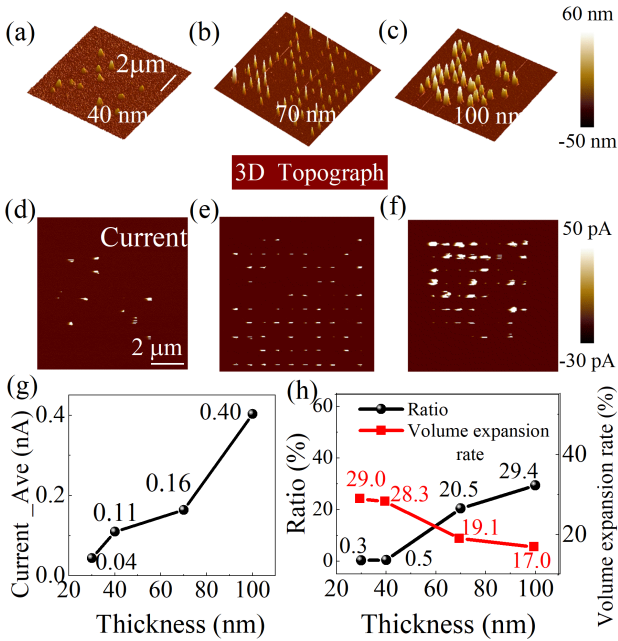 (a)
(b)
(c)
60 nm
2μm
40 nm
70 nm
100 nm
-50 nm
3D Topograph
(d)
(e)
(f)
Current
50 pA
2 μm
-30 pA
(g)
(h)
Current _Ave (nA)
0.4
0.2
0.0
0.04
0.11
0.16
0.40
20 40 60 80 100
Thickness (nm)
Ratio (%)
60
40
20
0
Ratio
Volume expansion
rate
29.0
28.3
19.1
17.0
0.3
0.5
20.5
29.4
40
20
Volume expansion rate (%)
20 40 60 80 100
Thickness (nm)